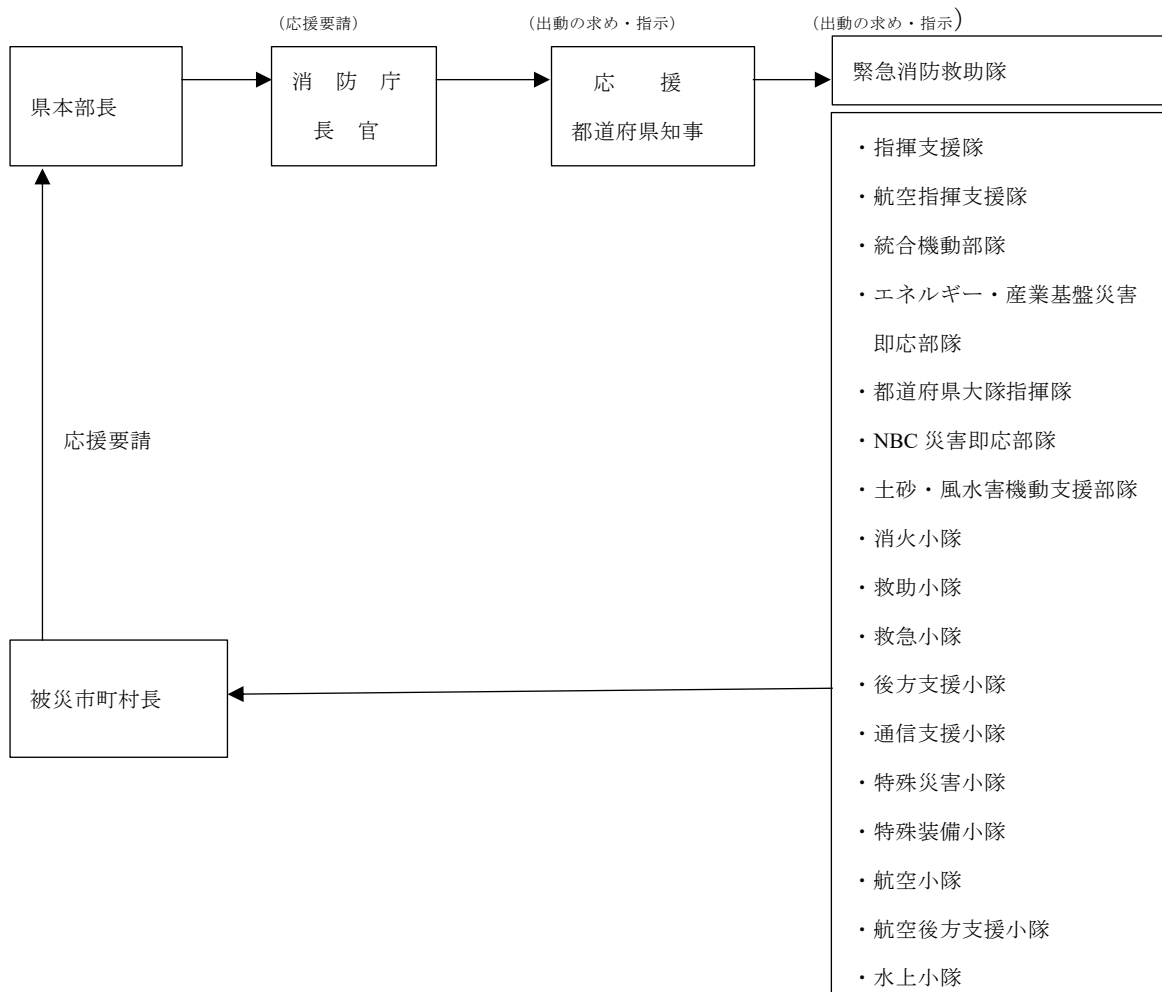 (応援要請)
(出動の求め・指示)
(出動の求め・指示)
県本部長
消 防 庁
長 官
応 援
都道府県知事
緊急消防救助隊
・指揮支援隊
・航空指揮支援隊
・統合機動部隊
・エネルギー・産業基盤災害
即応部隊
・都道府県大隊指揮隊
・NBC 災害即応部隊
・土砂・風水害機動支援部隊
・消火小隊
・救助小隊
・救急小隊
・後方支援小隊
・通信支援小隊
・特殊災害小隊
・特殊装備小隊
・航空小隊
・航空後方支援小隊
・水上小隊
応援要請
被災市町村長